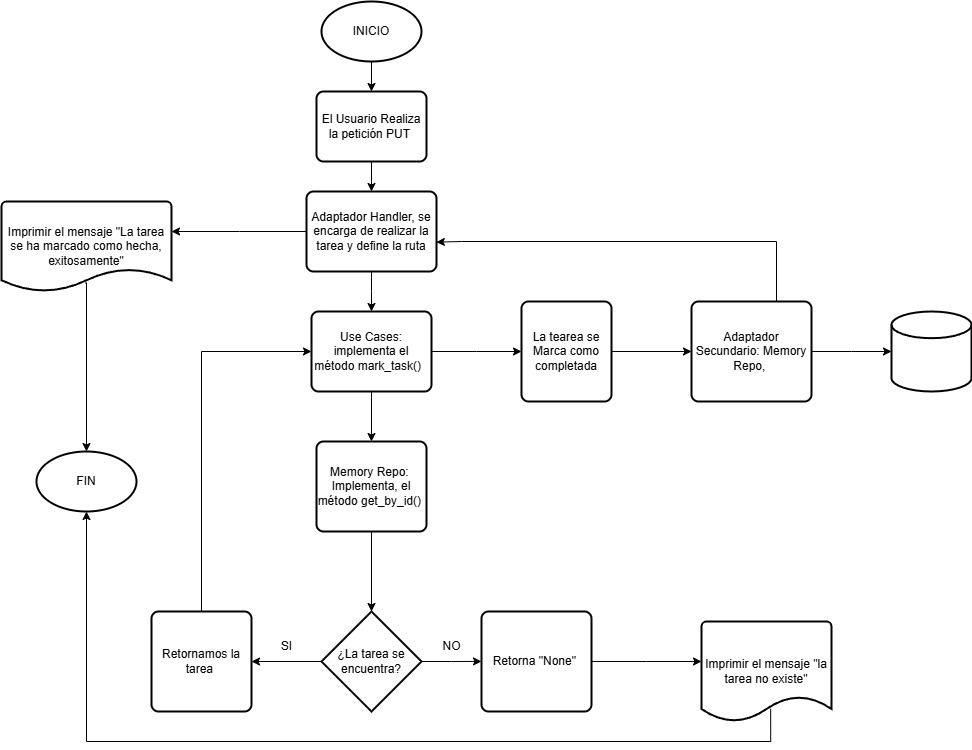 INICIO
El Usuario Realiza
la petición PUT
Adaptador Handler, se
encarga de realizar la
tarea y define la ruta
Imprimir el mensaje "La tarea
se ha marcado como hecha,
exitosamente"
Use Cases:
implementa el
método mark_task()
La tearea se
Marca como
completada
Adaptador
Secundario: Memory
Repo,
FIN
Memory Repo:
Implementa, el
método get_by_id()
SI
¿La tarea se
encuentra?
NO
Retornamos la
tarea
Retorna "None"
Imprimir el mensaje "la
tarea no existe"